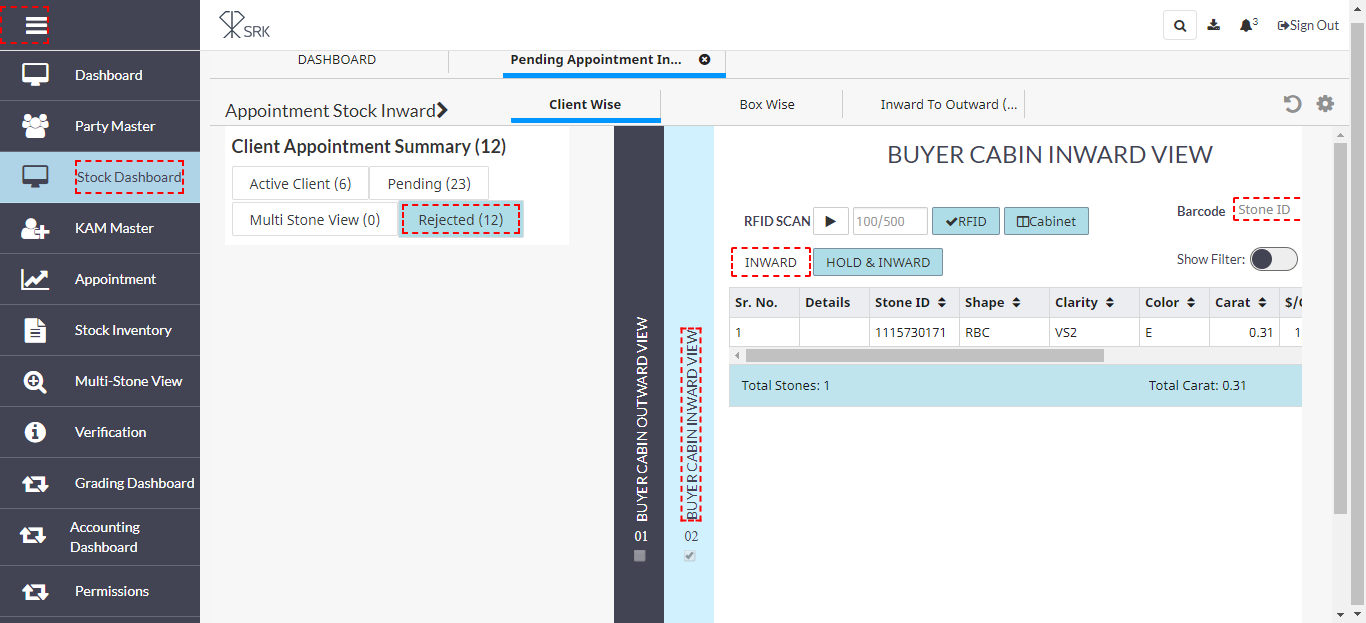 SRK
3
Sign Out
Dashboard
Party Master
Stock Dashboard
KAM Master
Appointment
Stock Inventory
Multi-Stone View
Verification
Grading Dashboard
Accounting
Dashboard
Permissions
DASHBOARD
Pending Appointment In...
Appointment Stock Inward
Client Wise
Box Wise
Inward To Outward (...
Client Appointment Summary (12)
Active Client (6)
Pending (23)
Multi Stone View (0)
Rejected (12)
BUYER CABIN OUTWARD VIEW
01
BUYER CABIN INWARD VIEW
02
BUYER CABIN INWARD VIEW
Barcode
Stone ID
RFID SCAN
100/500
RFID
Cabinet
INWARD
HOLD & INWARD
Show Filter:
Sr. No. Details Stone ID Shape Clarity Color Carat $/
1 1115730171 RBC VS2 E 0.31 1
Total Stones: 1
Total Carat: 0.31